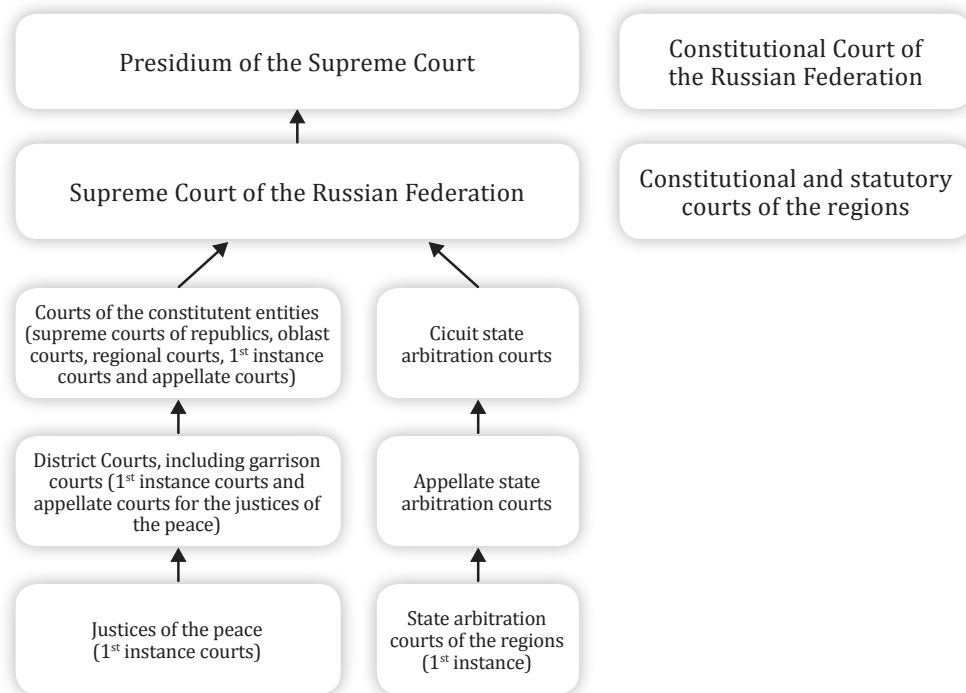 Presidium of the Supreme Court
Constitutional Court of
the Russian Federation
Supreme Court of the Russian Federation
Constitutional and statutory
courts of the regions
Courts of the constitutent entities
(supreme courts of republics, oblast
courts, regional courts, 1st instance
courts and appellate courts)
Cicuit state
arbitration courts
District Courts, including garrison
courts (1st instance courts and
appellate courts for the justices of
the peace)
Appellate state
arbitration courts
Justices of the peace
(1st instance courts)
State arbitration
courts of the regions
(1st instance)